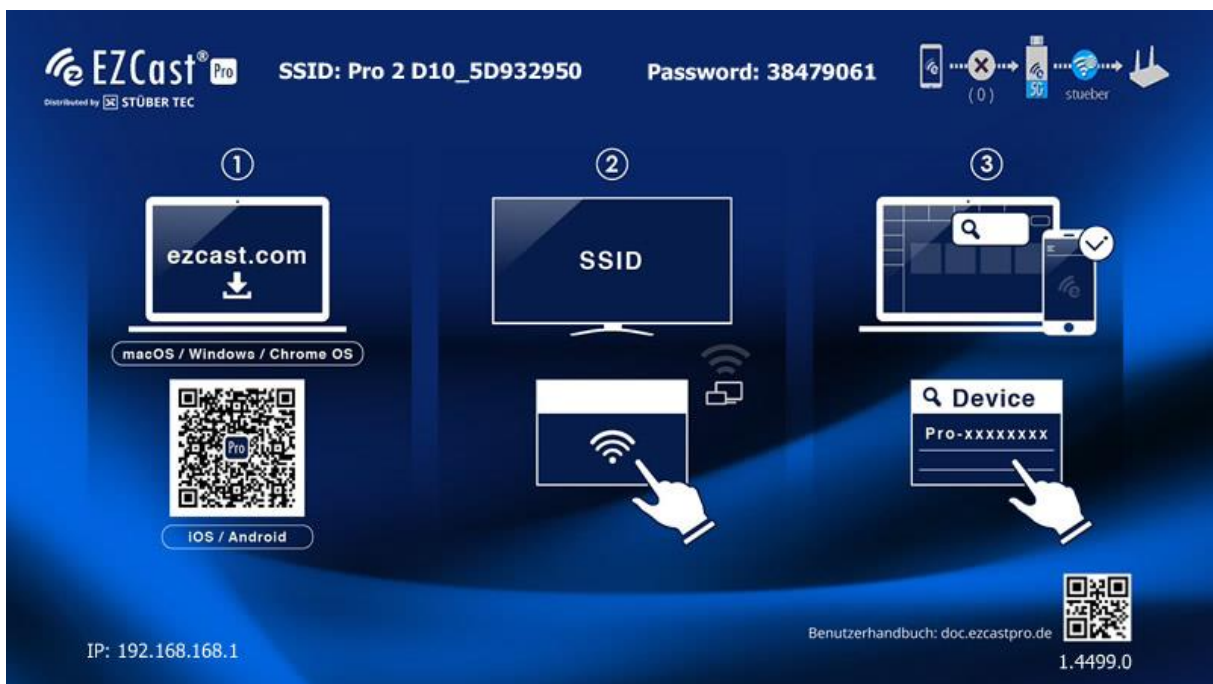 EZCast® Pro
Distributed by STÜBER TEC
SSID: Pro 2 D10_5D932950
Password: 38479061
(0)
5G
stueber
1
2
3
ezcast.com
SSID
macOS / Windows / Chrome OS
Pro
Device
Pro-xxxxxxxx
iOS / Android
Benutzerhandbuch: doc.ezcastpro.de
IP: 192.168.168.1
1.4499.0